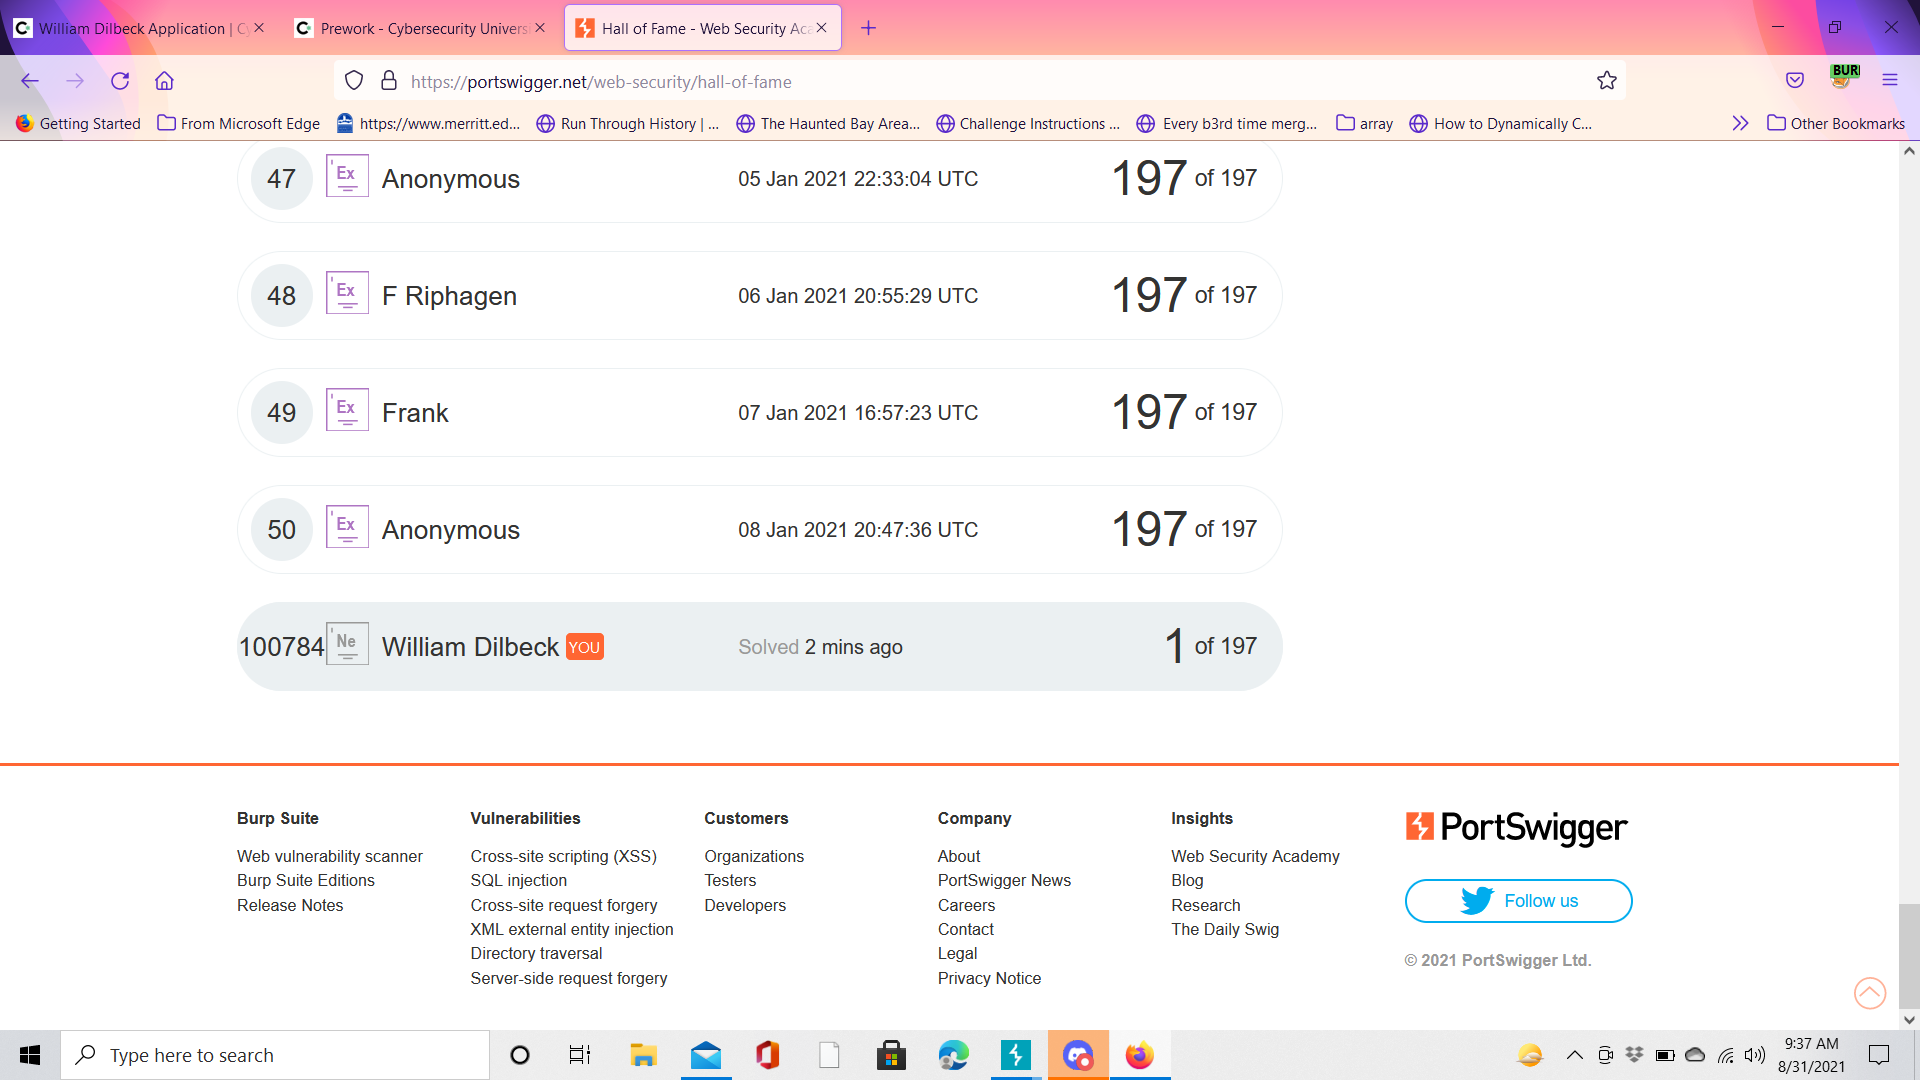 William Dilbeck Application | Cy
Prework - Cybersecurity Univers
Hall of Fame - Web Security Aca
https://portswigger.net/web-security/hall-of-fame
BURI
Getting Started
From Microsoft Edge
https://www.merritt.ed...
Run Through History | ...
The Haunted Bay Area...
Challenge Instructions ...
Every b3rd time merg...
array
How to Dynamically C...
Other Bookmarks
47 Ex Anonymous 05 Jan 2021 22:33:04 UTC 197 of 197
48 Ex F Riphagen 06 Jan 2021 20:55:29 UTC 197 of 197
49 Ex Frank 07 Jan 2021 16:57:23 UTC 197 of 197
50 Ex Anonymous 08 Jan 2021 20:47:36 UTC 197 of 197
100784 Ne William Dilbeck YOU Solved 2 mins ago 1 of 197
Burp Suite
Web vulnerability scanner
Burp Suite Editions
Release Notes
Vulnerabilities
Cross-site scripting (XSS)
SQL injection
Cross-site request forgery
XML external entity injection
Directory traversal
Server-side request forgery
Customers
Organizations
Testers
Developers
Company
About
PortSwigger News
Careers
Contact
Legal
Privacy Notice
Insights
Web Security Academy
Blog
Research
The Daily Swig
PortSwigger
Follow us
© 2021 PortSwigger Ltd.
Type here to search
9:37 AM
8/31/2021